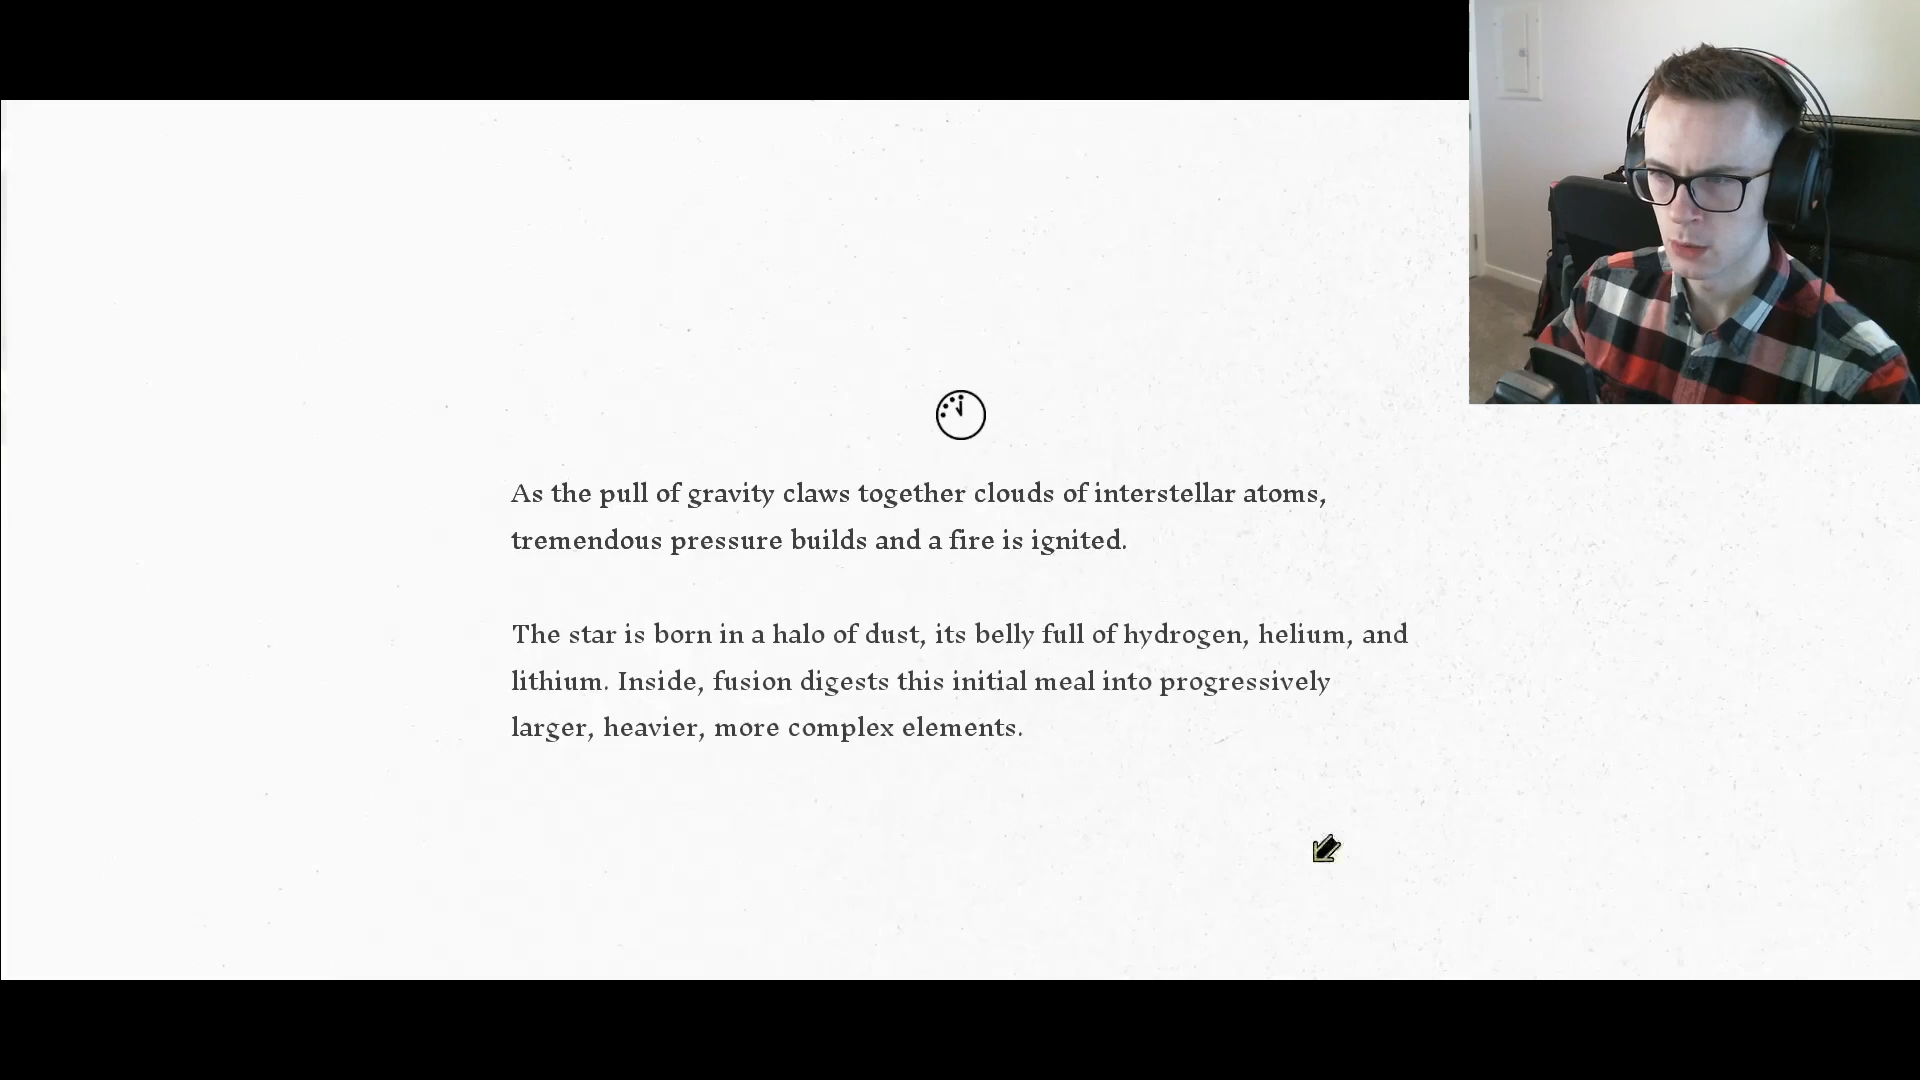 As the pull of gravity claws together clouds of interstellar atoms,
tremendous pressure builds and a fire is ignited.
The star is born in a halo of dust, its belly full of hydrogen, helium, and
lithium. Inside, fusion digests this initial meal into progressively
larger, heavier, more complex elements.